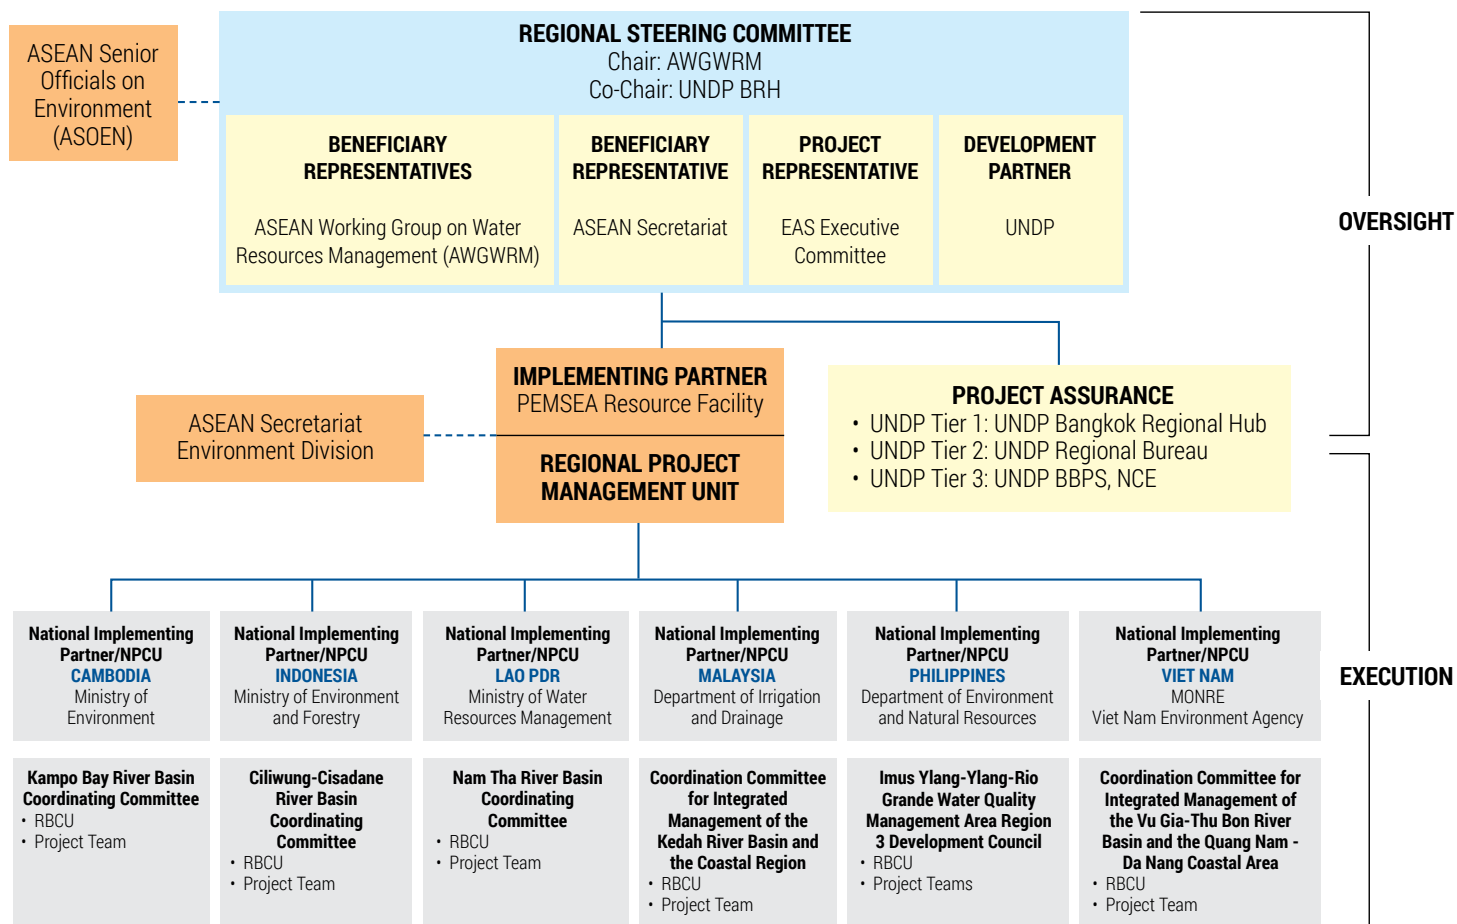 ASEAN Senior
Officials on
Environment
(ASOEN)
REGIONAL STEERING COMMITTEE
Chair: AWGWRM
Co-Chair: UNDP BRH
BENEFICIARY
REPRESENTATIVES
ASEAN Working Group on Water
Resources Management (AWGWRM)
BENEFICIARY
REPRESENTATIVE
ASEAN Secretariat
PROJECT
REPRESENTATIVE
EAS Executive
Committee
DEVELOPMENT
PARTNER
UNDP
OVERSIGHT
IMPLEMENTING PARTNER
PEMSEA Resource Facility
REGIONAL PROJECT
MANAGEMENT UNIT
ASEAN Secretariat
Environment Division
PROJECT ASSURANCE
• UNDP Tier 1: UNDP Bangkok Regional Hub
• UNDP Tier 2: UNDP Regional Bureau
• UNDP Tier 3: UNDP BBPS, NCE
National Implementing
Partner/NPCU
CAMBODIA
Ministry of
Environment
National Implementing
Partner/NPCU
INDONESIA
Ministry of Environment
and Forestry
National Implementing
Partner/NPCU
LAO PDR
Ministry of Water
Resources Management
National Implementing
Partner/NPCU
MALAYSIA
Department of Irrigation
and Drainage
National Implementing
Partner/NPCU
PHILIPPINES
Department of Environment
and Natural Resources
National Implementing
Partner/NPCU
VIET NAM
MONRE
Viet Nam Environment Agency
EXECUTION
Kampo Bay River Basin
Coordinating Committee
• RBCU
• Project Team
Ciliwung-Cisadane
River Basin
Coordinating
Committee
• RBCU
• Project Team
Nam Tha River Basin
Coordinating
Committee
• RBCU
• Project Team
Coordination Committee
for Integrated
Management of the
Kedah River Basin and
the Coastal Region
• RBCU
• Project Team
Imus Ylang-Ylang-Rio
Grande Water Quality
Management Area Region
3 Development Council
• RBCU
• Project Teams
Coordination Committee for
Integrated Management of
the Vu Gia-Thu Bon River
Basin and the Quang Nam -
Da Nang Coastal Area
• RBCU
• Project Team